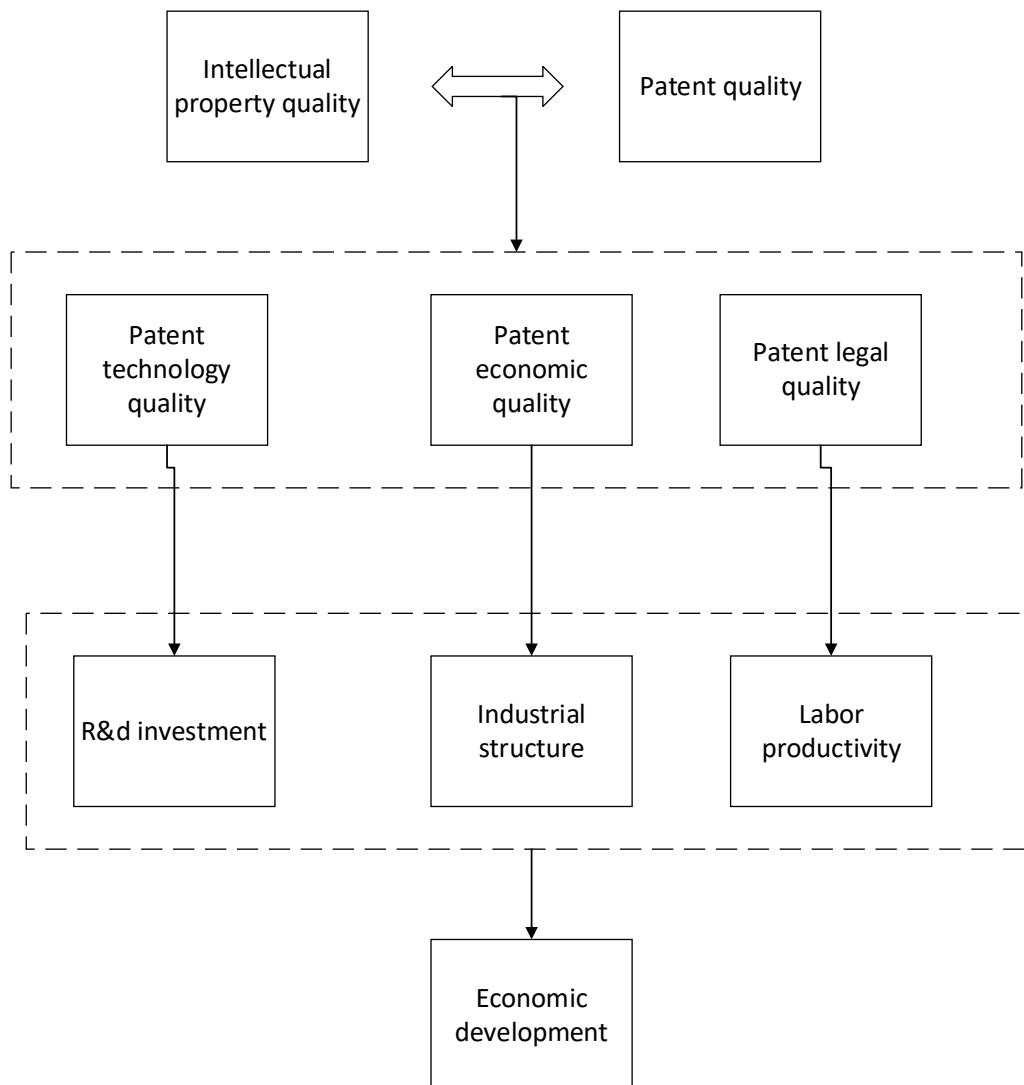 Intellectual
property quality
Patent quality
Patent
technology
quality
Patent
economic
quality
Patent legal
quality
R&d investment
Industrial
structure
Labor
productivity
Economic
development